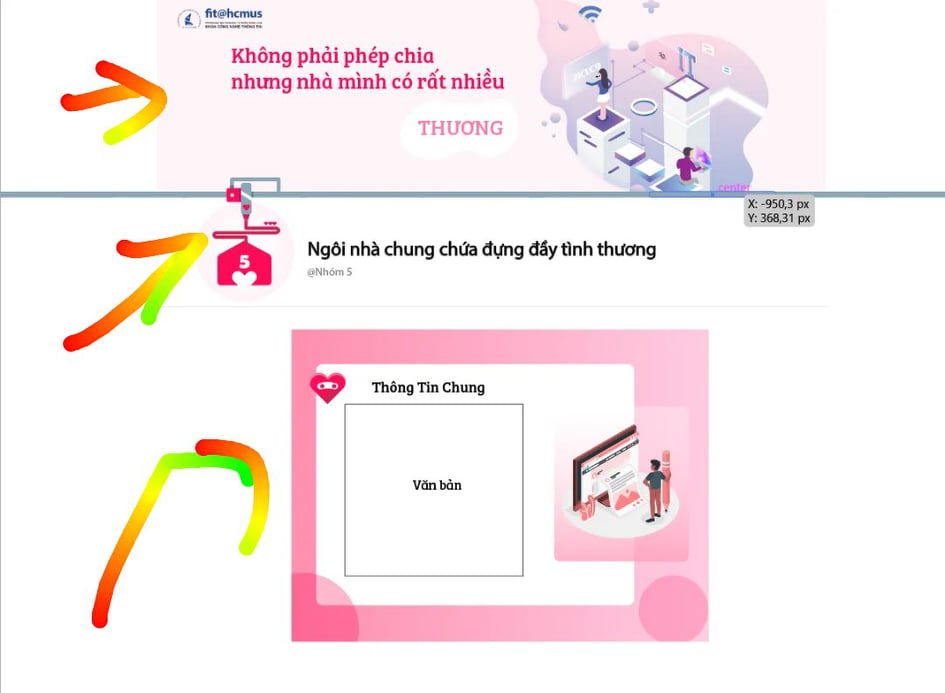 fit@hcmus
KHOA CÔNG NGHỆ THÔNG TIN
Không phải phép chia
nhưng nhà mình có rất nhiều
THƯƠNG
IT
center
X: -950,3 px
Y: 368,31 px
5
Ngôi nhà chung chứa đựng đầy tình thương
@Nhóm 5
Thông Tin Chung
Văn bản